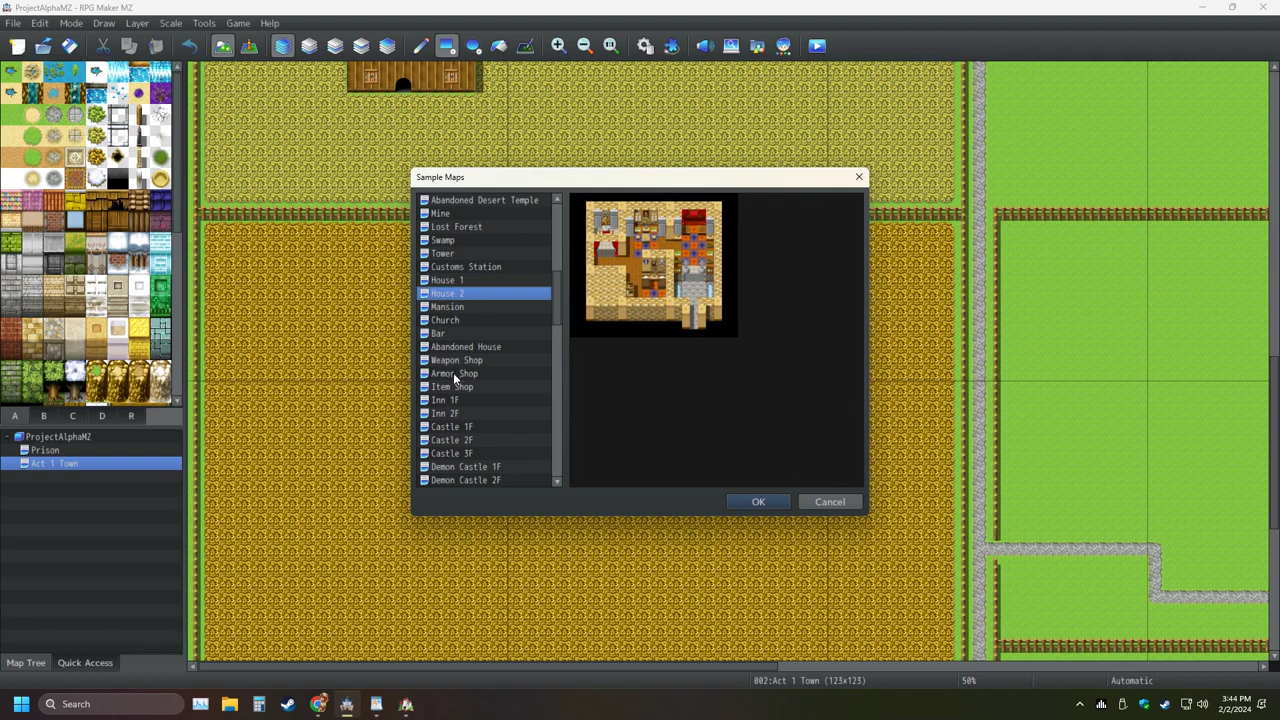 ProjectAlphaMZ - RPG Maker MZ
File Edit Mode Draw Layer Scale Tools Game Help
Sample Maps
Abandoned Desert Temple
Mine
Lost Forest
Swamp
Tower
Customs Station
House 1
House 2
Mansion
Church
Bar
Abandoned House
Weapon Shop
Armor Shop
Item Shop
Inn 1F
Inn 2F
Castle 1F
Castle 2F
Castle 3F
Demon Castle 1F
Demon Castle 2F
OK Cancel
A B C D R
ProjectAlphaMZ
Prison
Act 1 Town
Map Tree Quick Access
002:Act 1 Town (123x123) 50% Automatic
Search
3:44 PM
2/2/2024